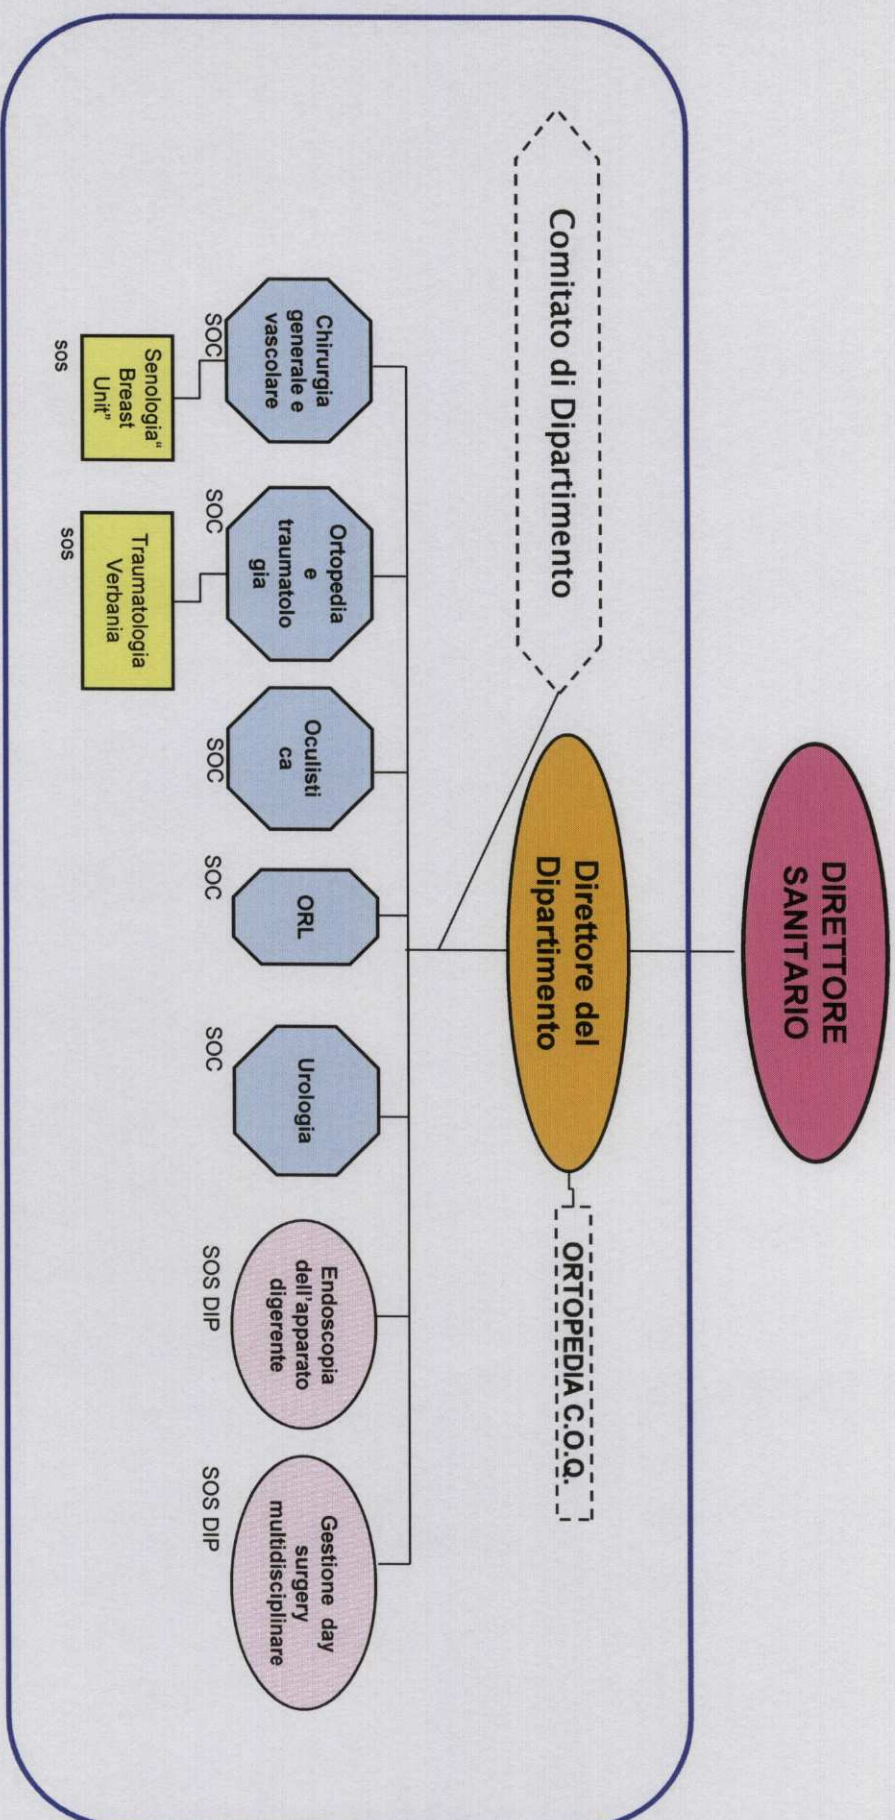 DIRETTORE
SANITARIO
Comitato di Dipartimento
Direttore del
Dipartimento
ORTOPEDIA C.O.Q.
Chirurgia
generale e
vascolare
SOC
Ortopedia
e
traumatolo
gia
SOC
Oculisti
ca
SOC
ORL
SOC
Urologia
SOC
Endoscopia
dell'apparato
digerente
SOS DIP
Gestione day
surgery
multidisciplinare
SOS DIP
Senologia“
Breast
Unit”
sos
Traumatologia
Verbania
sos